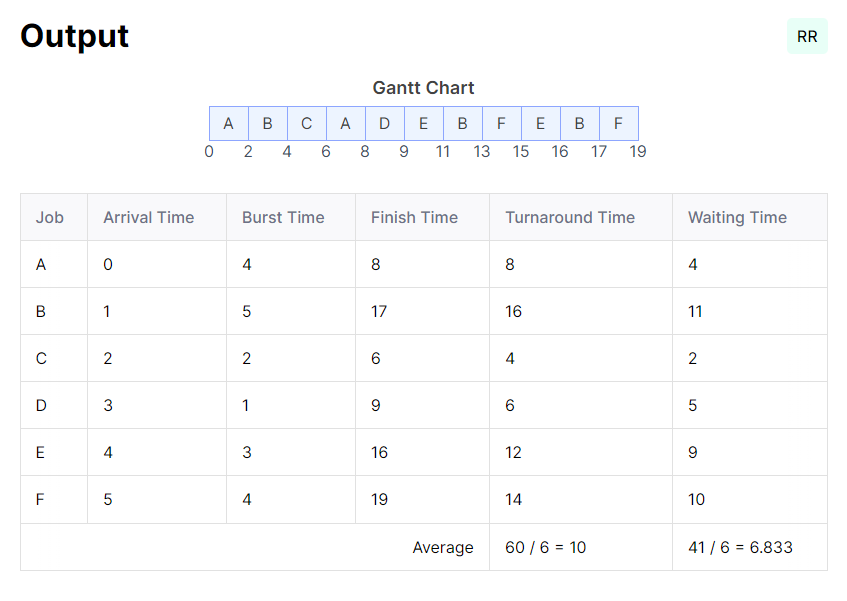 Output
RR
Gantt Chart
A B C A D E B F E B F
0 2 4 6 8 9 11 13 15 16 17 19
Job Arrival Time Burst Time Finish Time Turnaround Time Waiting Time
A 0 4 8 8 4
B 1 5 17 16 11
C 2 2 6 4 2
D 3 1 9 6 5
E 4 3 16 12 9
F 5 4 19 14 10
Average 60 / 6 = 10 41 / 6 = 6.833